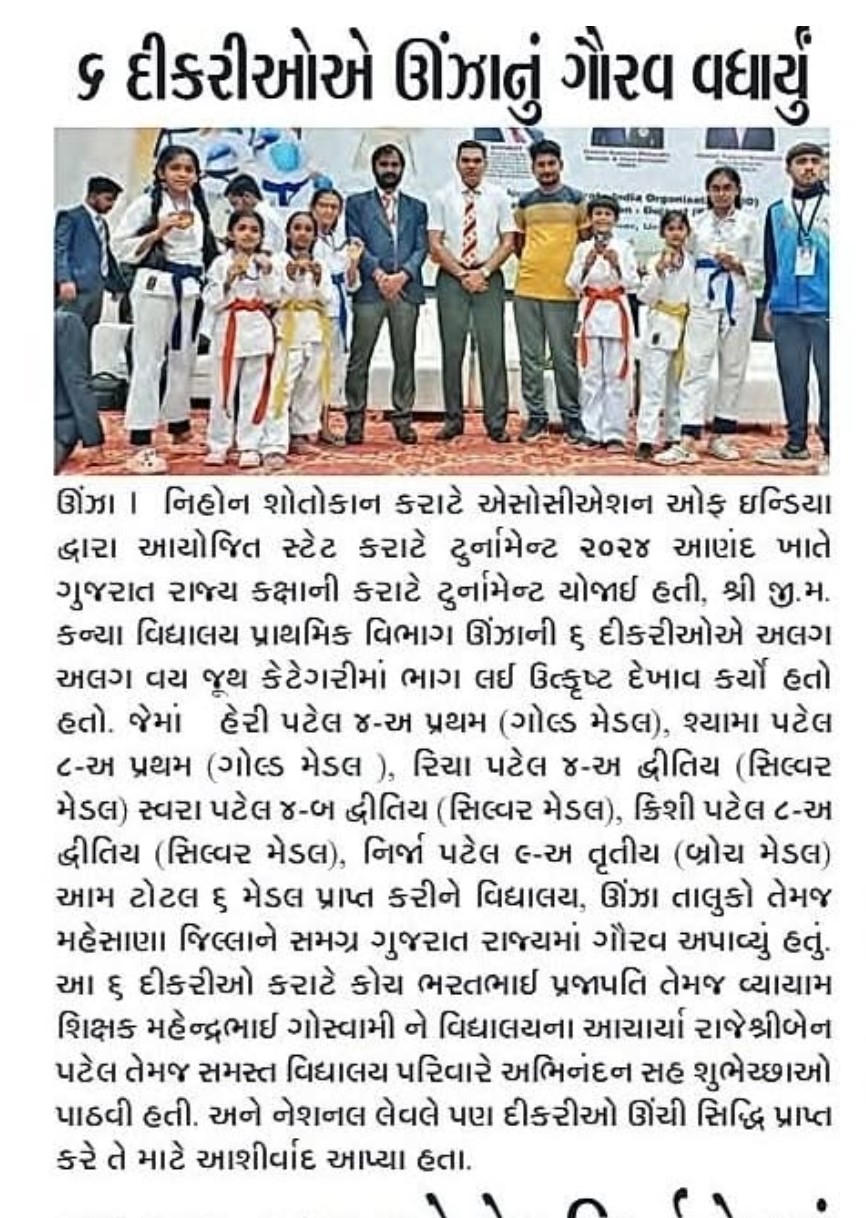 ૬ દીકરીઓએ ઊંઝાનું ગૌરવ વધાર્યું
ઊંઝા । નિહોન શોતોકાન કરાટે એસોસીએશન ઓફ ઇન્ડિયા
દ્વારા આયોજિત સ્ટેટ કરાટે ટુર્નામેન્ટ ૨૦૨૪ આણંદ ખાતે
ગુજરાત રાજ્ય કક્ષાની કરાટે ટુર્નામેન્ટ યોજાઈ હતી, શ્રી જી.મ.
કન્યા વિદ્યાલય પ્રાથમિક વિભાગ ઊંઝાની ૬ દીકરીઓએ અલગ
અલગ વય જૂથ કેટેગરીમાં ભાગ લઈ ઉત્કૃષ્ટ દેખાવ કર્યો હતો
હતો. જેમાં હેરી પટેલ ૪-અ પ્રથમ (ગોલ્ડ મેડલ), શ્યામા પટેલ
૮-અ પ્રથમ (ગોલ્ડ મેડલ ), રિયા પટેલ ૪-અ દ્વીતિય (સિલ્વર
મેડલ) સ્વરા પટેલ ૪-બ દ્વીતિય (સિલ્વર મેડલ), ક્રિશી પટેલ ૮-અ
દ્વીતિય (સિલ્વર મેડલ), નિર્જા પટેલ ૯-અ તૃતીય (બ્રોચ મેડલ)
આમ ટોટલ ૬ મેડલ પ્રાપ્ત કરીને વિદ્યાલય, ઊંઝા તાલુકો તેમજ
મહેસાણા જિલ્લાને સમગ્ર ગુજરાત રાજ્યમાં ગૌરવ અપાવ્યું હતું.
આ ૬ દીકરીઓ કરાટે કોચ ભરતભાઈ પ્રજાપતિ તેમજ વ્યાયામ
શિક્ષક મહેન્દ્રભાઈ ગોસ્વામી ને વિદ્યાલયના આચાર્યા રાજેશ્રીબેન
પટેલ તેમજ સમસ્ત વિદ્યાલય પરિવારે અભિનંદન સહ શુભેચ્છાઓ
પાઠવી હતી. અને નેશનલ લેવલે પણ દીકરીઓ ઊંચી સિદ્ધિ પ્રાપ્ત
કરે તે માટે આશીર્વાદ આપ્યા હતા.